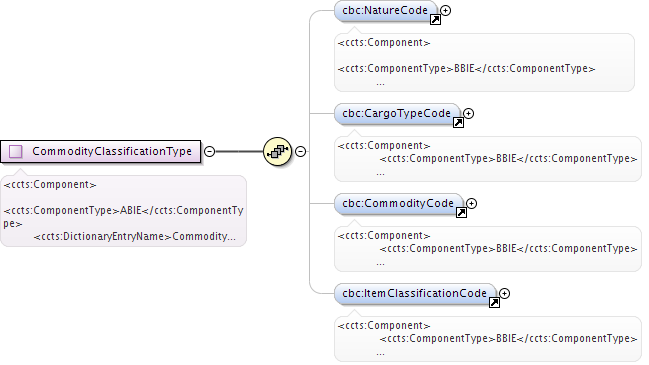 cbc:NatureCode
<ccts:Component>
<ccts:ComponentType>BBIE</ccts:ComponentType>
...
cbc:CargoTypeCode
<ccts:Component>
<ccts:ComponentType>BBIE</ccts:ComponentType>
...
CommodityClassificationType
<ccts:Component>
<ccts:ComponentType>ABIE</ccts:ComponentTy
pe>
<ccts:DictionaryEntryName>Commodity...
cbc:CommodityCode
<ccts:Component>
<ccts:ComponentType>BBIE</ccts:ComponentType>
...
cbc:ItemClassificationCode
<ccts:Component>
<ccts:ComponentType>BBIE</ccts:ComponentType>
...